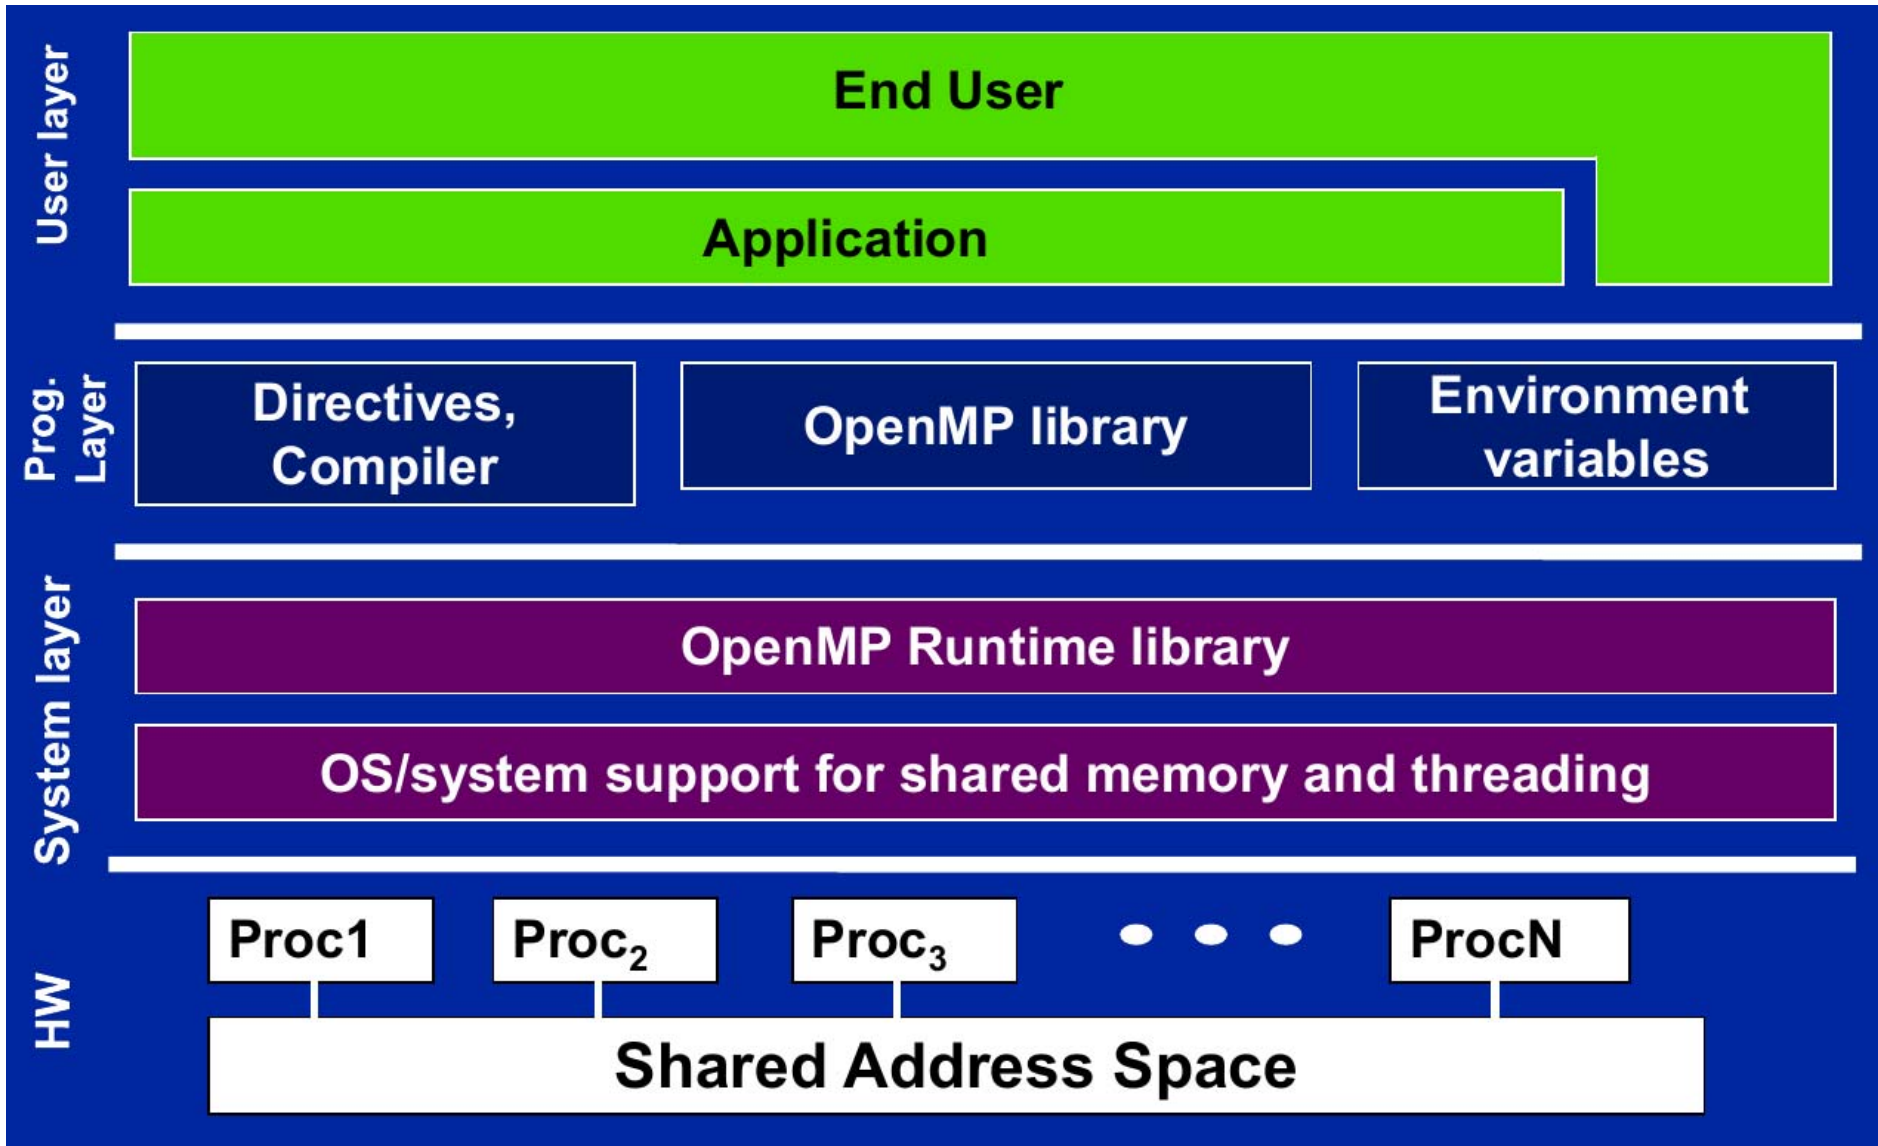 User layer
End User
Application
Prog.
Layer
Directives,
Compiler
OpenMP library
Environment
variables
System layer
OpenMP Runtime library
OS/system support for shared memory and threading
HW
Proc1
Proc₂
Proc₃
ProcN
Shared Address Space